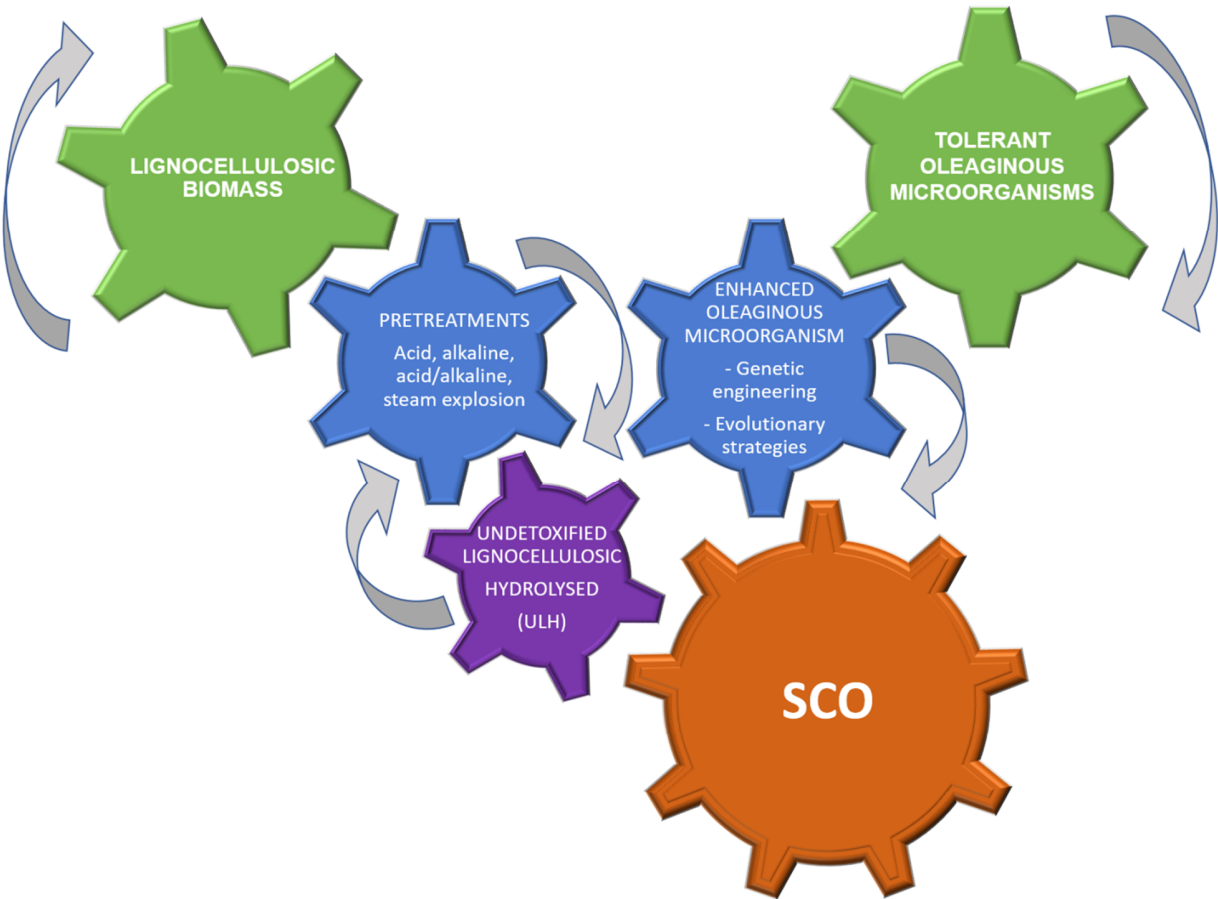 LIGNOCELLULOSIC
BIOMASS
TOLERANT
OLEAGINOUS
MICROORGANISMS
PRETREATMENTS
Acid, alkaline,
acid/alkaline,
steam explosion
ENHANCED
OLEAGINOUS
MICROORGANISM
- Genetic
engineering
- Evolutionary
strategies
UNDETOXIFIED
LIGNOCELLULOSIC
HYDROLYSED
(ULH)
SCO